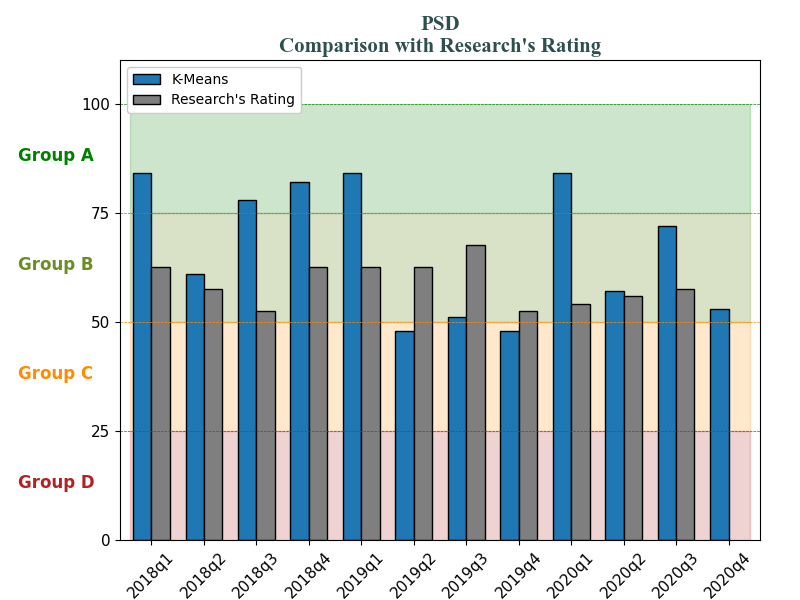 PSD
Comparison with Research's Rating
K-Means
Research's Rating
100
Group A
75
Group B
50
Group C
25
Group D
0
2018q1 2018q2 2018q3 2018q4 2019q1 2019q2 2019q3 2019q4 2020q1 2020q2 2020q3 2020q4